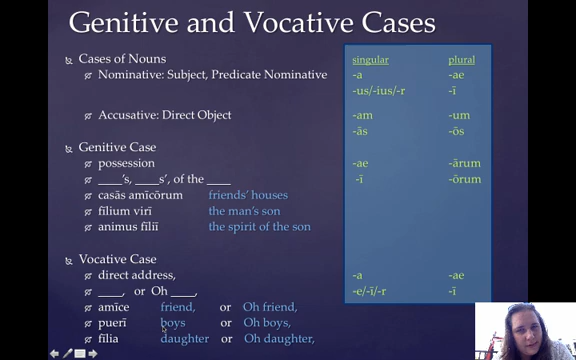 Genitive and Vocative Cases
Cases of Nouns
Nominative: Subject, Predicate Nominative
Accusative: Direct Object
Genitive Case
possession
____'s, ____s', of the ____
casās amīcōrum friends' houses
fīlium virī the man's son
animus fīliī the spirit of the son
Vocative Case
direct address,
____, or Oh ____,
amīce friend, or Oh friend,
puerī boys or Oh boys,
fīlia daughter or Oh daughter,
singular plural
-a -ae
-us/-ius/-r -ī
-am -um
-ās -ōs
-ae -ārum
-ī -ōrum
-a -ae
-e/-ī/-r -ī